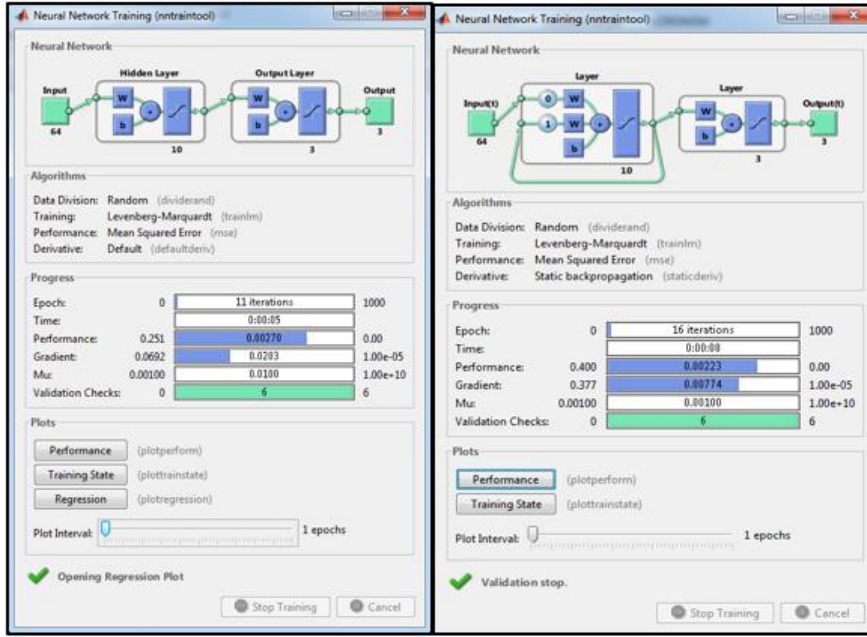 Neural Network Training (nntraintool)
Neural Network
Hidden Layer
Output Layer
Input
Output
W
b
+
W
b
+
64
10
3
3
Algorithms
Data Division: Random (dividerand)
Training: Levenberg-Marquardt (trainlm)
Performance: Mean Squared Error (mse)
Derivative: Default (defaultderiv)
Progress
Epoch: 0 11 iterations 1000
Time: 0:00:05
Performance: 0.251 0.00270 0.00
Gradient: 0.0692 0.0203 1.00e-05
Mu: 0.00100 0.0100 1.00e+10
Validation Checks: 0 6 6
Plots
Performance (plotperform)
Training State (plottrainstate)
Regression (plotregression)
Plot Interval: 1 epochs
Opening Regression Plot
Stop Training Cancel
Neural Network Training (nntraintool)
Neural Network
Layer
Layer
Input(t)
Output(t)
0 W
1 W
b
+
W
b
+
64
10
3
3
Algorithms
Data Division: Random (dividerand)
Training: Levenberg-Marquardt (trainlm)
Performance: Mean Squared Error (mse)
Derivative: Static backpropagation (staticderiv)
Progress
Epoch: 0 16 iterations 1000
Time: 0:00:08
Performance: 0.400 0.00223 0.00
Gradient: 0.377 0.00774 1.00e-05
Mu: 0.00100 0.00100 1.00e+10
Validation Checks: 0 6 6
Plots
Performance (plotperform)
Training State (plottrainstate)
Plot Interval: 1 epochs
Validation stop.
Stop Training Cancel